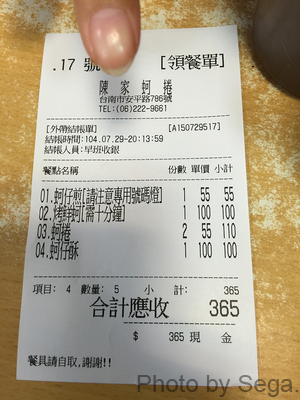 .17 號 [領餐單]
陳家蚵捲
台南市安平路786號
TEL:(06)222-9661
[外帶結帳單] [A150729517]
結帳時間:104.07.29-20:13:59
結帳人員:早班收銀
餐點名稱 份數 單價 小計
01.蚵仔煎[請注意專用號碼燈] 1 55 55
02.烤鮮蚵[需十分鐘] 1 100 100
03.蚵捲 2 55 110
04.蚵仔酥 1 100 100
項目: 4 數量: 5 小 計: 365
合計應收 365
$ 365 現 金
餐具請自取,謝謝!!
Photo by Sega.